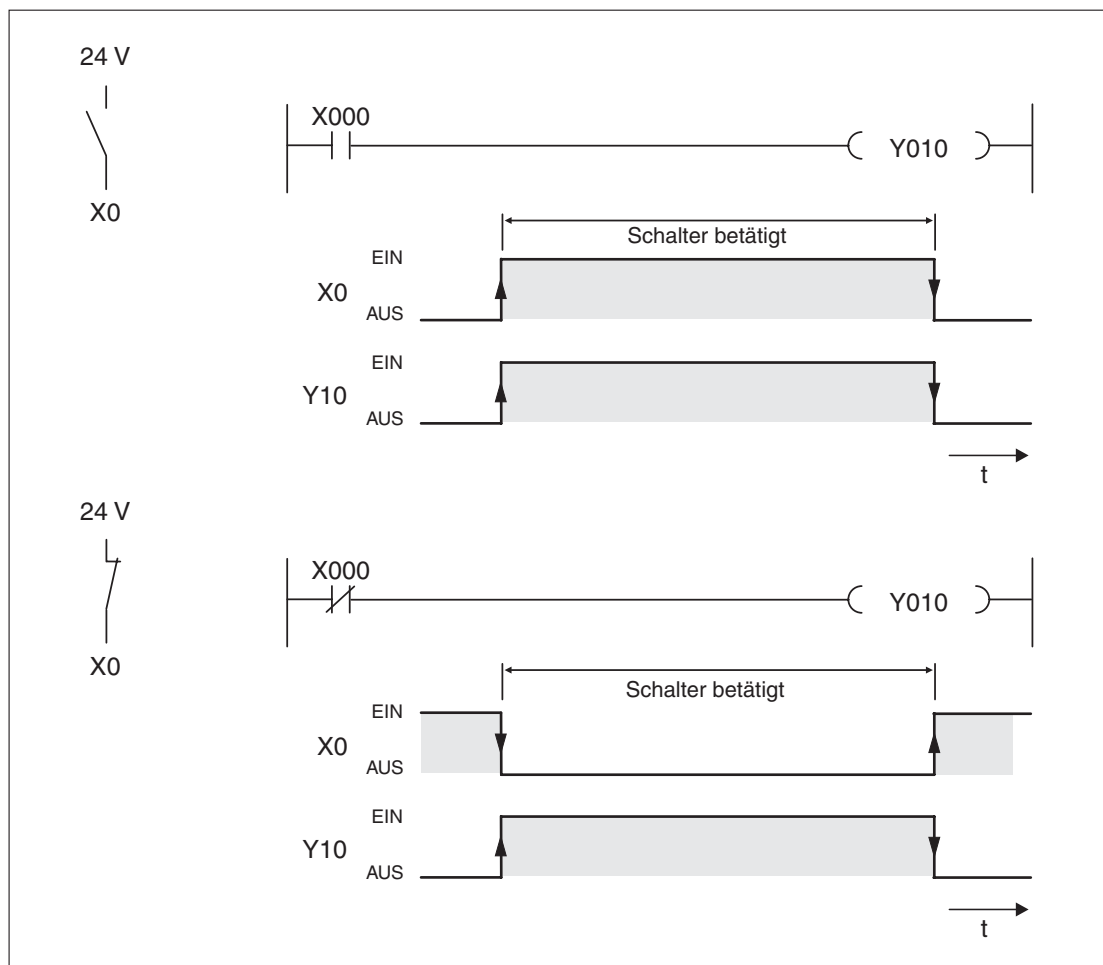 24 V
X0
X000
Y010
Schalter betätigt
EIN
X0
AUS
EIN
Y10
AUS
t
24 V
X0
X000
Y010
Schalter betätigt
EIN
X0
AUS
EIN
Y10
AUS
t